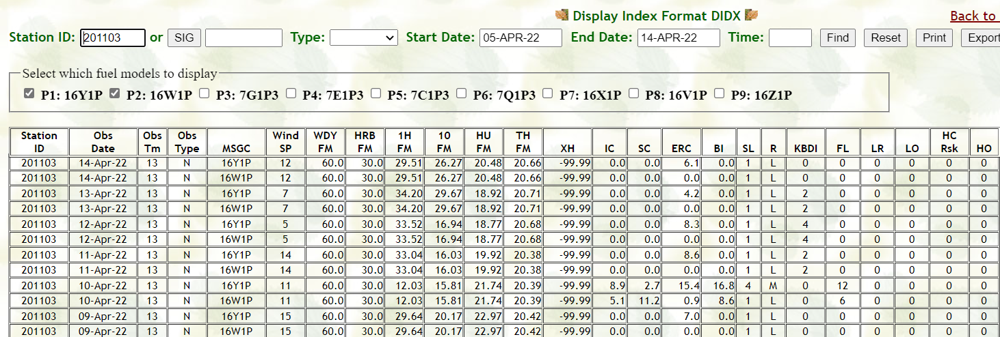 Display Index Format DIDX Back to
Station ID: 201103 or SIG Type: Start Date: 05-APR-22 End Date: 14-APR-22 Time: Find Reset Print Export
Select which fuel models to display
P1: 16Y1P P2: 16W1P P3: 7G1P3 P4: 7E1P3 P5: 7C1P3 P6: 7Q1P3 P7: 16X1P P8: 16V1P P9: 16Z1P
Station Obs Obs Obs Wind WDY HRB 1H 10 HU TH HC
ID Date Tm Type MSGC SP FM FM FM FM FM FM XH IC SC ERC BI SL R KBDI FL LR LO Rsk HO
201103 14-Apr-22 13 N 16Y1P 12 60.0 30.0 29.51 26.27 20.48 20.66 -99.99 0.0 0.0 6.1 0.0 1 L 0 0 0 0 0 0
201103 14-Apr-22 13 N 16W1P 12 60.0 30.0 29.51 26.27 20.48 20.66 -99.99 0.0 0.0 0.0 0.0 1 L 0 0 0 0 0 0
201103 13-Apr-22 13 N 16Y1P 7 60.0 30.0 34.20 29.67 18.92 20.71 -99.99 0.0 0.0 4.2 0.0 1 L 2 0 0 0 0 0
201103 13-Apr-22 13 N 16W1P 7 60.0 30.0 34.20 29.67 18.92 20.71 -99.99 0.0 0.0 0.0 0.0 1 L 2 0 0 0 0 0
201103 12-Apr-22 13 N 16Y1P 5 60.0 30.0 33.52 16.94 18.77 20.68 -99.99 0.0 0.0 8.3 0.0 1 L 4 0 0 0 0 0
201103 12-Apr-22 13 N 16W1P 5 60.0 30.0 33.52 16.94 18.77 20.68 -99.99 0.0 0.0 0.0 0.0 1 L 4 0 0 0 0 0
201103 11-Apr-22 13 N 16Y1P 14 60.0 30.0 33.04 16.03 19.92 20.38 -99.99 0.0 0.0 8.6 0.0 1 L 2 0 0 0 0 0
201103 11-Apr-22 13 N 16W1P 14 60.0 30.0 33.04 16.03 19.92 20.38 -99.99 0.0 0.0 0.0 0.0 1 L 2 0 0 0 0 0
201103 10-Apr-22 13 N 16Y1P 11 60.0 30.0 12.03 15.81 21.74 20.39 -99.99 8.9 2.7 15.4 16.8 4 M 0 12 0 0 0 0
201103 10-Apr-22 13 N 16W1P 11 60.0 30.0 12.03 15.81 21.74 20.39 -99.99 5.1 11.2 0.9 8.6 1 L 0 6 0 0 0 0
201103 09-Apr-22 13 N 16Y1P 15 60.0 30.0 29.64 20.17 22.97 20.42 -99.99 0.0 0.0 7.0 0.0 1 L 0 0 0 0 0 0
201103 09-Apr-22 13 N 16W1P 15 60.0 30.0 29.64 20.17 22.97 20.42 -99.99 0.0 0.0 0.0 0.0 1 L 0 0 0 0 0 0